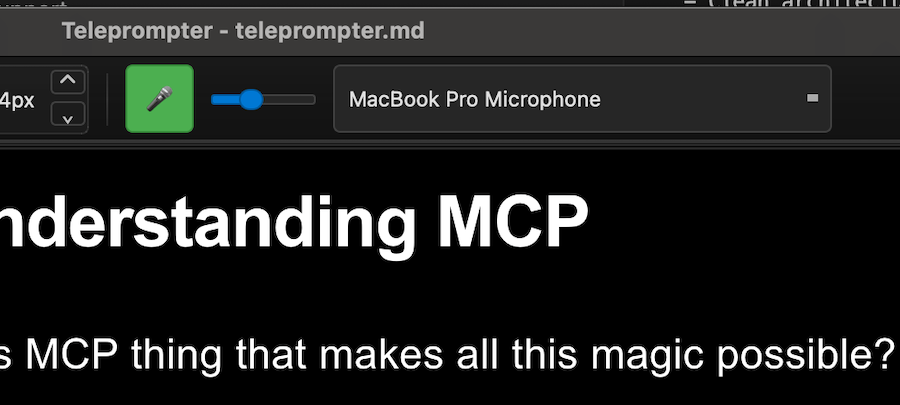 Teleprompter - teleprompter.md
4px
MacBook Pro Microphone
nderstanding MCP
s MCP thing that makes all this magic possible?